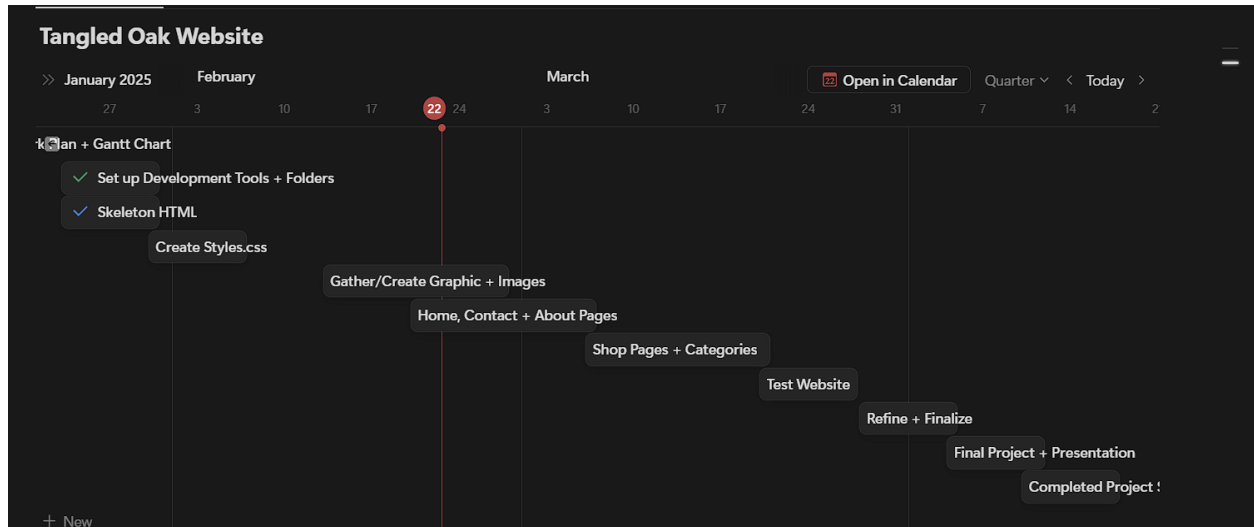 Tangled Oak Website
January 2025 February March 22 Open in Calendar Quarter Today
27 3 10 17 22 24 3 10 17 24 31 7 14 2
+ Gantt Chart
Set up Development Tools + Folders
Skeleton HTML
Create Styles.css
Gather/Create Graphic + Images
Home, Contact + About Pages
Shop Pages + Categories
Test Website
Refine + Finalize
Final Project + Presentation
Completed Project
+ New